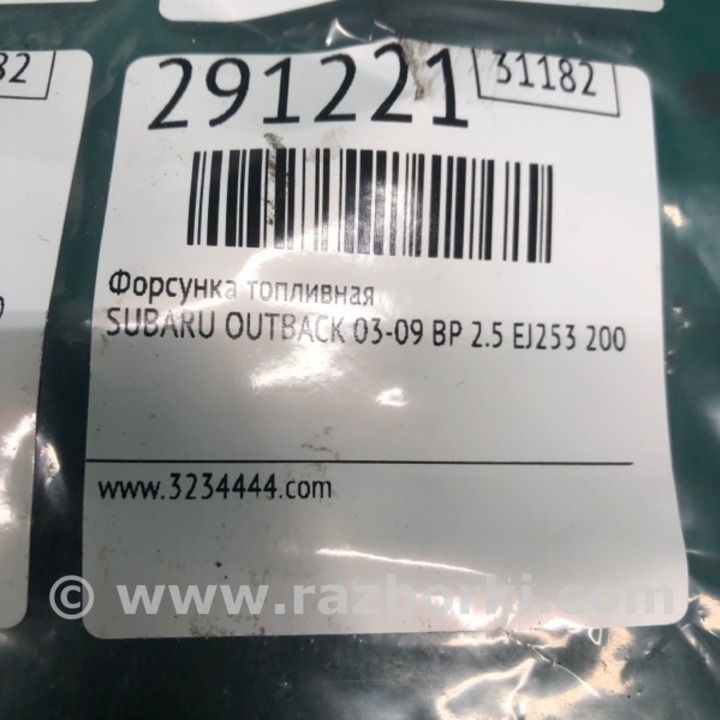 291221
31182
32
Форсунка топливная
SUBARU OUTBACK 03-09 BP 2.5 EJ253 200
www.3234444.com
© www.razborki.com